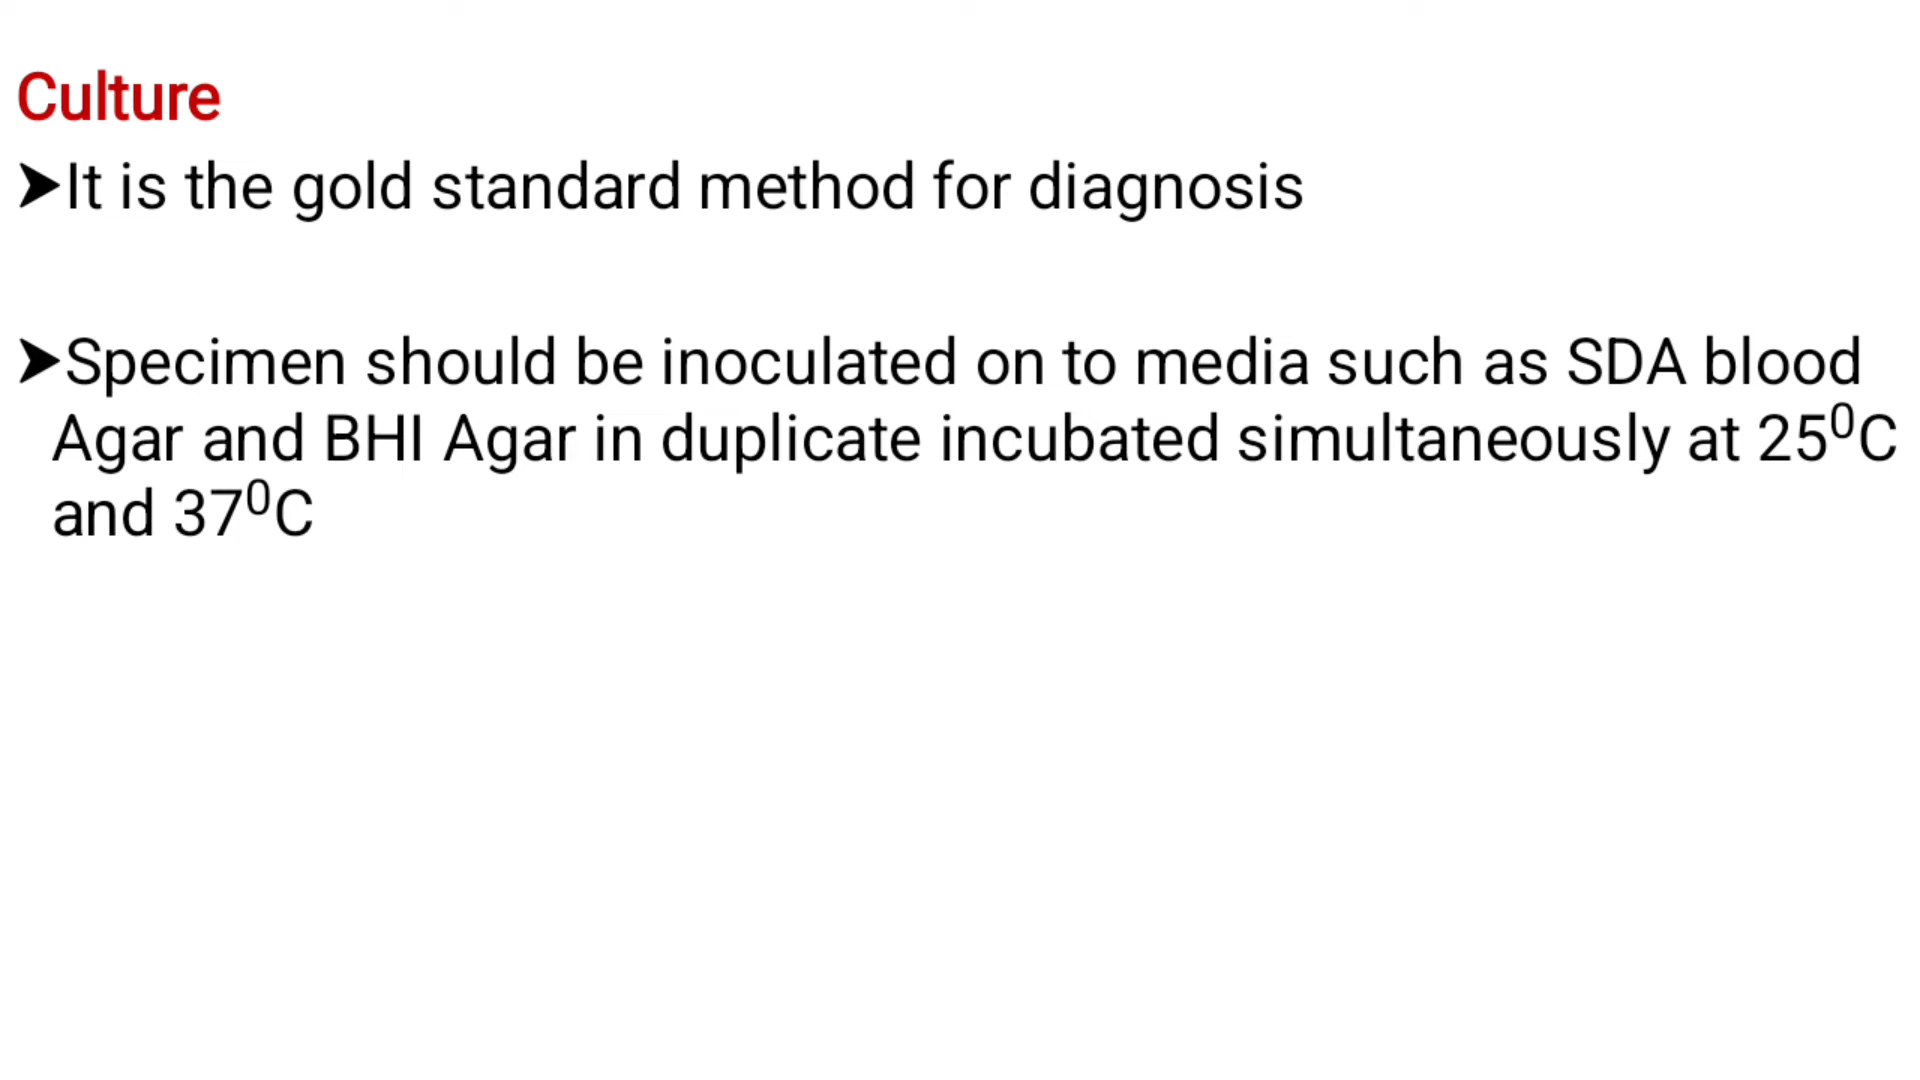 Culture
➤It is the gold standard method for diagnosis
➤Specimen should be inoculated on to media such as SDA blood
Agar and BHI Agar in duplicate incubated simultaneously at 25⁰C
and 37⁰C